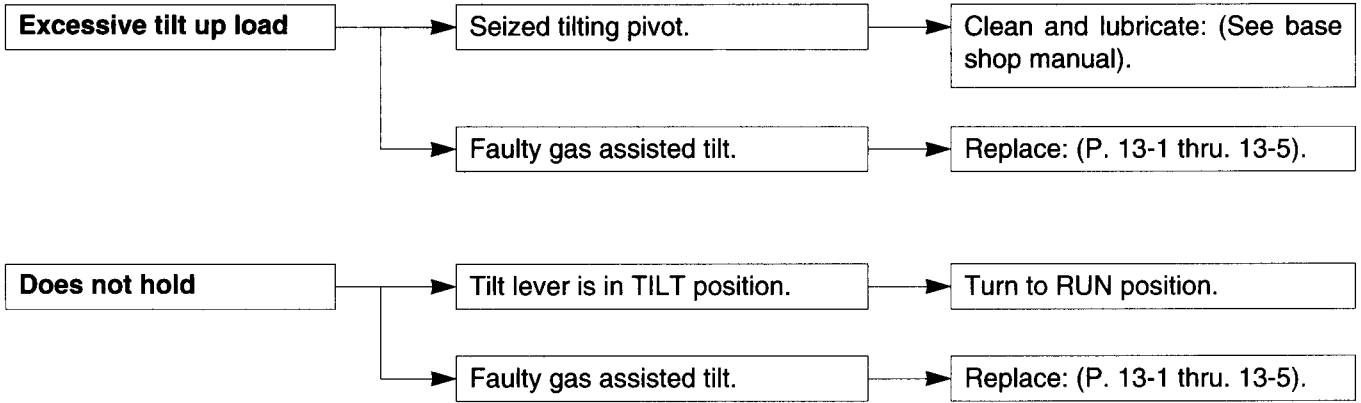 Excessive tilt up load
Seized tilting pivot.
Clean and lubricate: (See base
shop manual).
Faulty gas assisted tilt.
Replace: (P. 13-1 thru. 13-5).
Does not hold
Tilt lever is in TILT position.
Turn to RUN position.
Faulty gas assisted tilt.
Replace: (P. 13-1 thru. 13-5).